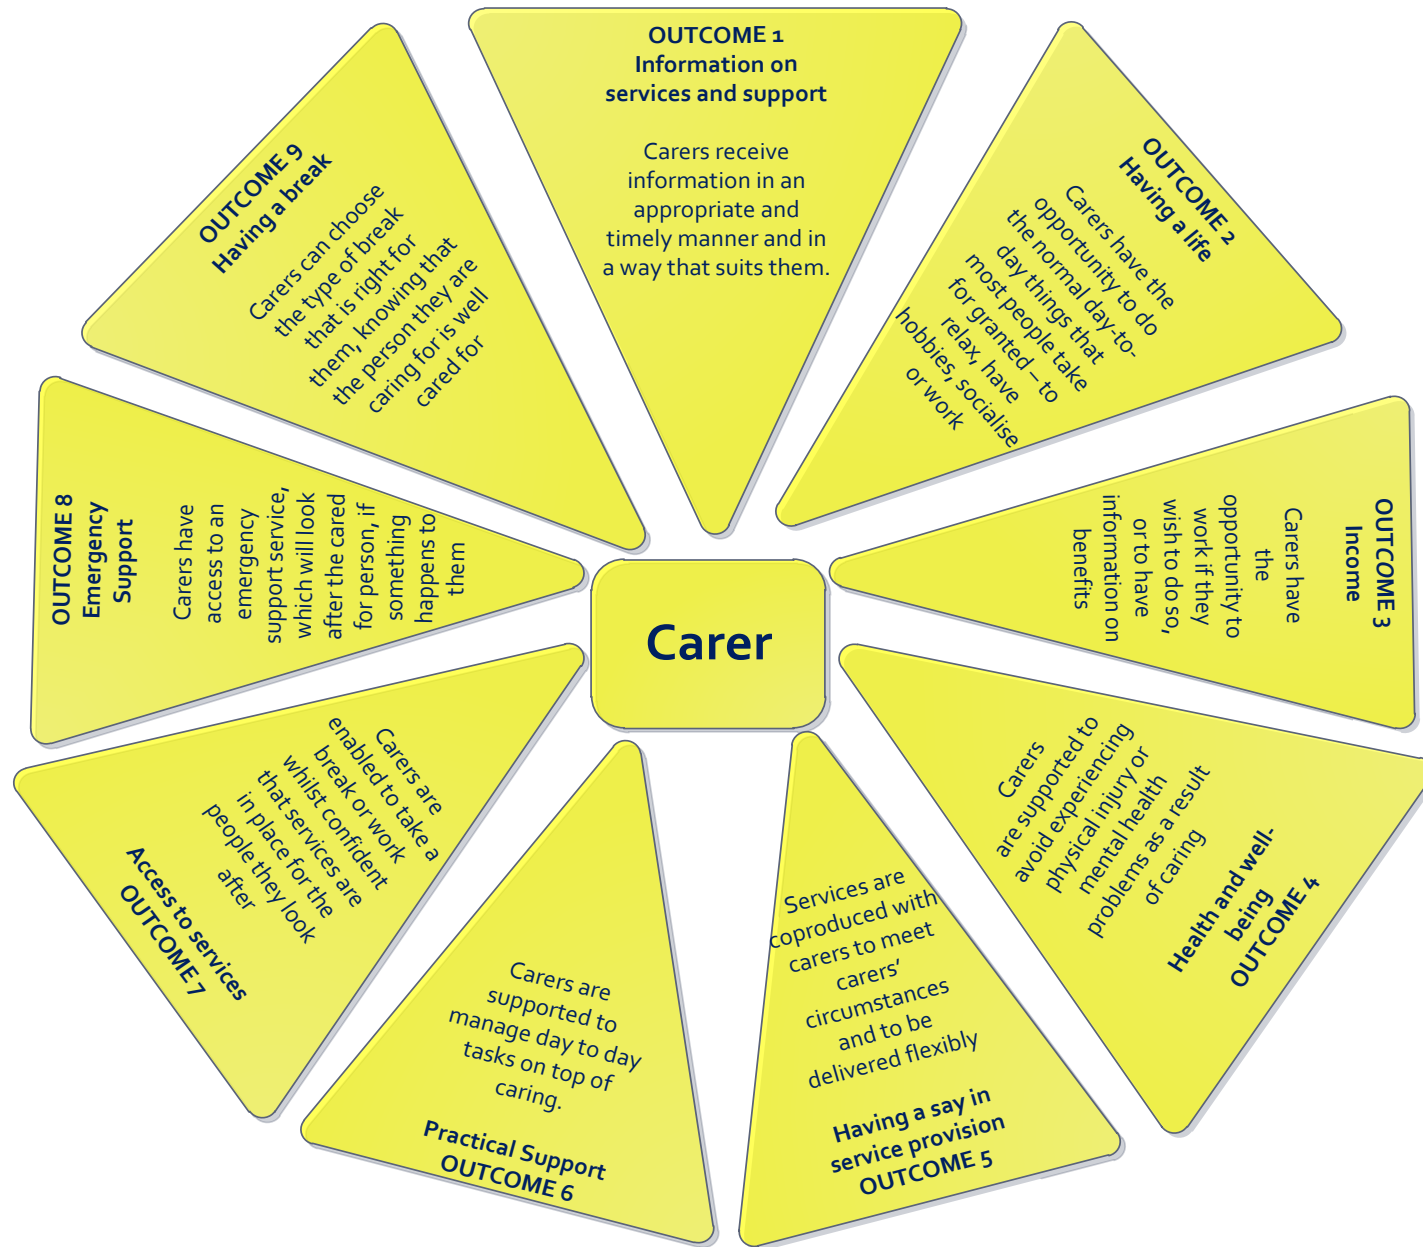 OUTCOME 1
Information on
services and support
Carers receive
information in an
appropriate and
timely manner and in
a way that suits them.
OUTCOME 2
Having a life
Carers have the
opportunity to do
the normal day-to-
day things that
most people take
for granted – to
relax, have
hobbies, socialise
or work
OUTCOME 3
Income
Carers have
the
opportunity to
work if they
wish to do so,
or to have
information on
benefits
Carers
are supported to
avoid experiencing
physical injury or
mental health
problems as a result
of caring
Health and well-
being
OUTCOME 4
Services are
coproduced with
carers to meet
carers’
circumstances
and to be
delivered flexibly
Having a say in
service provision
OUTCOME 5
Carers are
supported to
manage day to day
tasks on top of
caring.
Practical Support
OUTCOME 6
Carers are
enabled to take a
break or work
whilst confident
that services are
in place for the
people they look
after
Access to services
OUTCOME 7
OUTCOME 8
Emergency
Support
Carers have
access to an
emergency
support service,
which will look
after the cared
for person, if
something
happens to
them
OUTCOME 9
Having a break
Carers can choose
the type of break
that is right for
them, knowing that
the person they are
caring for is well
cared for
Carer